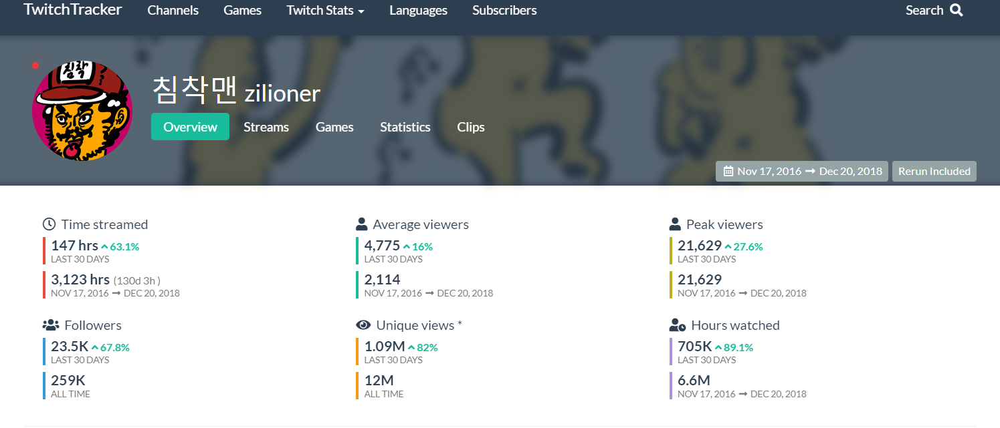 TwitchTracker Channels Games Twitch Stats Languages Subscribers Search
침착
침착맨 zilioner
Overview Streams Games Statistics Clips
Nov 17, 2016 → Dec 20, 2018 Rerun Included
Time streamed
147 hrs 63.1%
LAST 30 DAYS
3,123 hrs (130d 3h )
NOV 17, 2016 → DEC 20, 2018
Average viewers
4,775 16%
LAST 30 DAYS
2,114
NOV 17, 2016 → DEC 20, 2018
Peak viewers
21,629 27.6%
LAST 30 DAYS
21,629
NOV 17, 2016 → DEC 20, 2018
Followers
23.5K 67.8%
LAST 30 DAYS
259K
ALL TIME
Unique views *
1.09M 82%
LAST 30 DAYS
12M
ALL TIME
Hours watched
705K 89.1%
LAST 30 DAYS
6.6M
NOV 17, 2016 → DEC 20, 2018